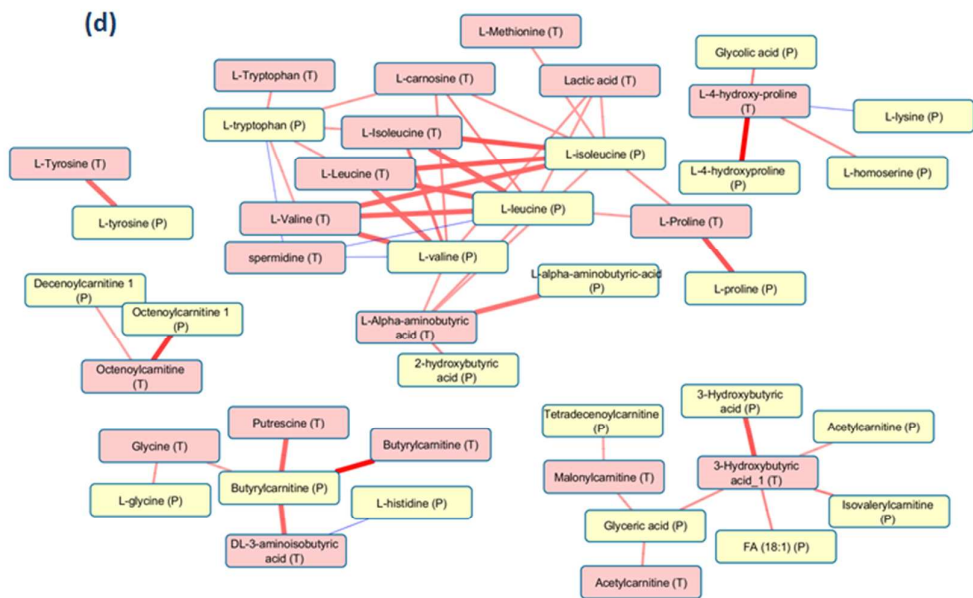 (d)
L-Methionine (T)
L-Tryptophan (T)
L-carnosine (T)
Lactic acid (T)
Glycolic acid (P)
L-4-hydroxy-proline
(T)
L-tryptophan (P)
L-Isoleucine (T)
L-lysine (P)
L-Tyrosine (T)
L-isoleucine (P)
L-Leucine (T)
L-4-hydroxyproline
(P)
L-homoserine (P)
L-Valine (T)
L-leucine (P)
L-Proline (T)
L-tyrosine (P)
spermidine (T)
L-valine (P)
L-alpha-aminobutyric-acid
(P)
L-proline (P)
Decenoylcarnitine 1
(P)
Octenoylcarnitine 1
(P)
L-Alpha-aminobutyric
acid (T)
Octenoylcarnitine
(T)
2-hydroxybutyric
acid (P)
Putrescine (T)
Glycine (T)
Butyrylcarnitine (T)
L-glycine (P)
Butyrylcarnitine (P)
L-histidine (P)
DL-3-aminoisobutyric
acid (T)
Tetradecenoylcarnitine
(P)
3-Hydroxybutyric
acid (P)
Acetylcarnitine (P)
Malonylcarnitine (T)
3-Hydroxybutyric
acid_1 (T)
Isovalerylcarnitine
(P)
Glyceric acid (P)
FA (18:1) (P)
Acetylcarnitine (T)